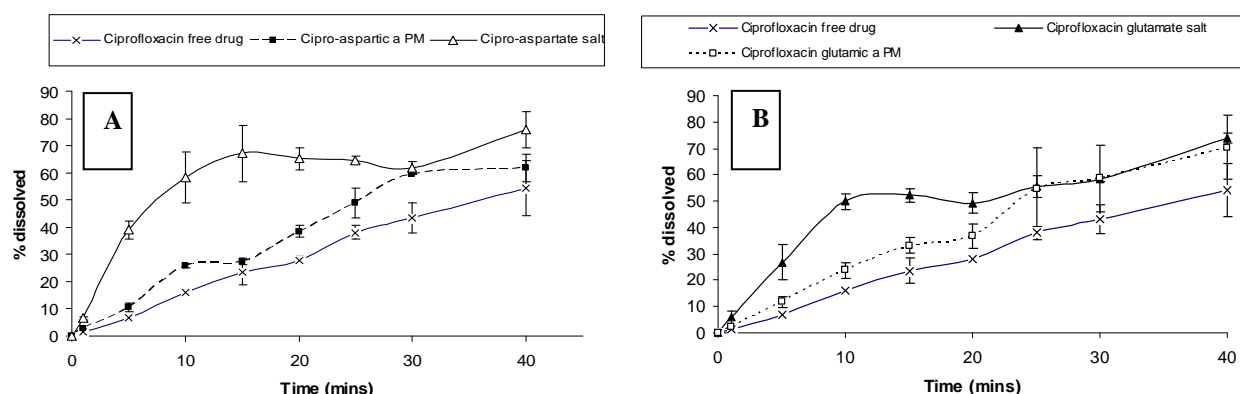 Ciprofloxacin free drug Cipro-aspartic a PM Cipro-aspartate salt
% dissolved
90
80
70
60
50
40
30
20
10
0
A
0 10 20 30 40
Time (mins)
Ciprofloxacin free drug Ciprofloxacin glutamate salt
Ciprofloxacin glutamic a PM
% dissolved
90
80
70
60
50
40
30
20
10
0
B
0 10 20 30 40
Time (mins)